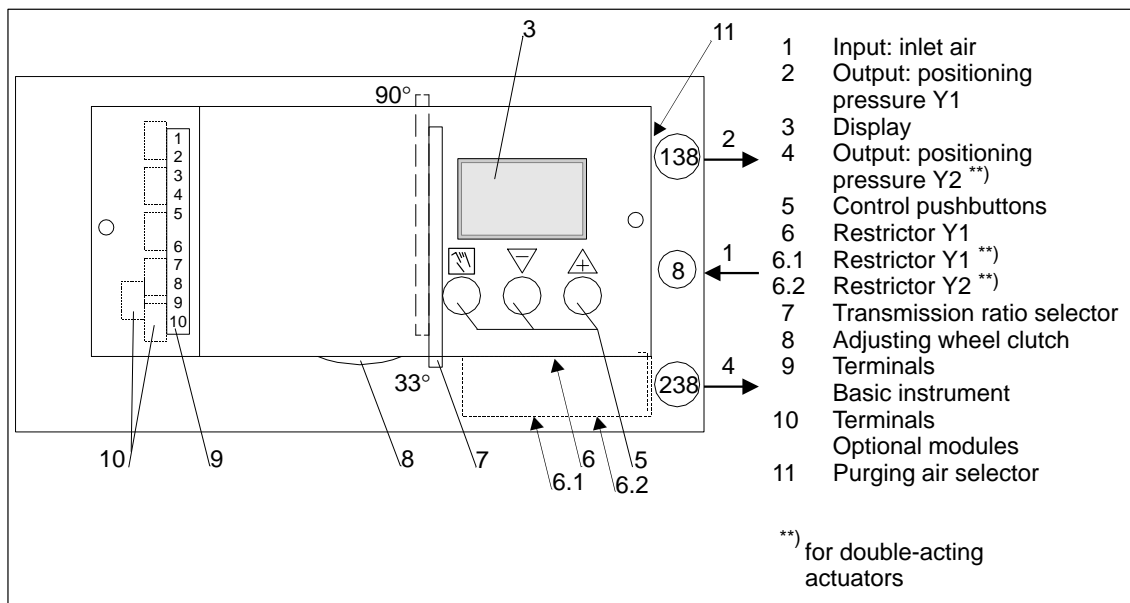 3
11
90°
1
2
3
4
5
6
7
8
9
10
138
2
8
1
238
4
33°
10
9
8
7
6.1
6
6.2
5
1 Input: inlet air
2 Output: positioning
pressure Y1
3 Display
4 Output: positioning
pressure Y2 **)
5 Control pushbuttons
6 Restrictor Y1
6.1 Restrictor Y1 **)
6.2 Restrictor Y2 **)
7 Transmission ratio selector
8 Adjusting wheel clutch
9 Terminals
Basic instrument
10 Terminals
Optional modules
11 Purging air selector
**) for double-acting
actuators